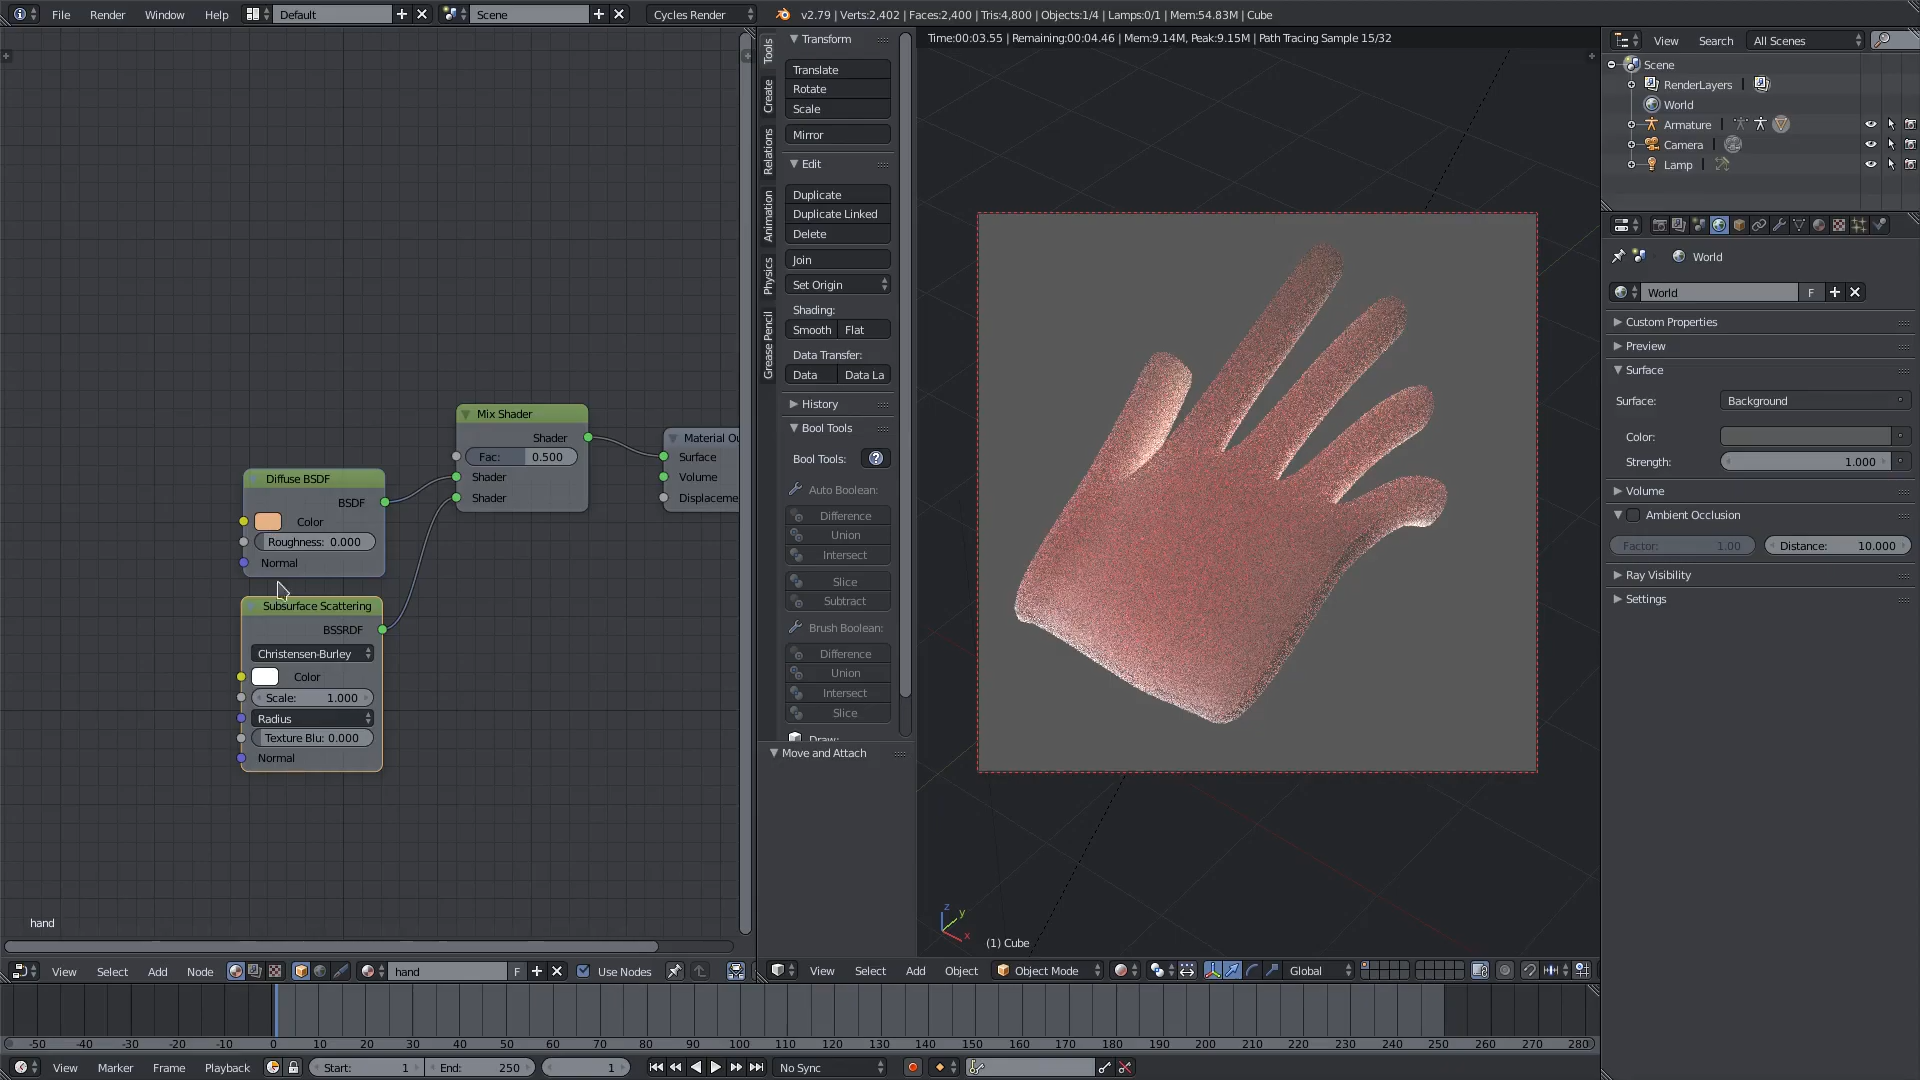 File Render Window Help Default Scene Cycles Render v2.79 | Verts:2,402 | Faces:2,400 | Tris:4,800 | Objects:1/4 | Lamps:0/1 | Mem:54.83M | Cube
Time:00:03.55 | Remaining:00:04.46 | Mem:9.14M, Peak:9.15M | Path Tracing Sample 15/32
View Search All Scenes
Scene
RenderLayers
World
Armature
Camera
Lamp
World
World F
Custom Properties
Preview
Surface
Surface: Background
Color:
Strength: 1.000
Volume
Ambient Occlusion
Factor: 1.00 Distance: 10.000
Ray Visibility
Settings
Tools
Create
Relations
Animation
Physics
Grease Pencil
Transform
Translate
Rotate
Scale
Mirror
Edit
Duplicate
Duplicate Linked
Delete
Join
Set Origin
Shading:
Smooth Flat
Data Transfer:
Data Data La
History
Bool Tools
Bool Tools:
Auto Boolean:
Difference
Union
Intersect
Slice
Subtract
Brush Boolean:
Difference
Union
Intersect
Slice
Move and Attach
Mix Shader
Shader
Fac: 0.500
Shader
Shader
Material Ou
Surface
Volume
Displaceme
Diffuse BSDF
BSDF
Color
Roughness: 0.000
Normal
Subsurface Scattering
BSSRDF
Christensen-Burley
Color
Scale: 1.000
Radius
Texture Blu: 0.000
Normal
hand
z
y
x
(1) Cube
View Select Add Node hand F Use Nodes
View Select Add Object Object Mode Global
-50 -40 -30 -20 -10 0 10 20 30 40 50 60 70 80 90 100 110 120 130 140 150 160 170 180 190 200 210 220 230 240 250 260 270 280
View Marker Frame Playback Start: 1 End: 250 1 No Sync